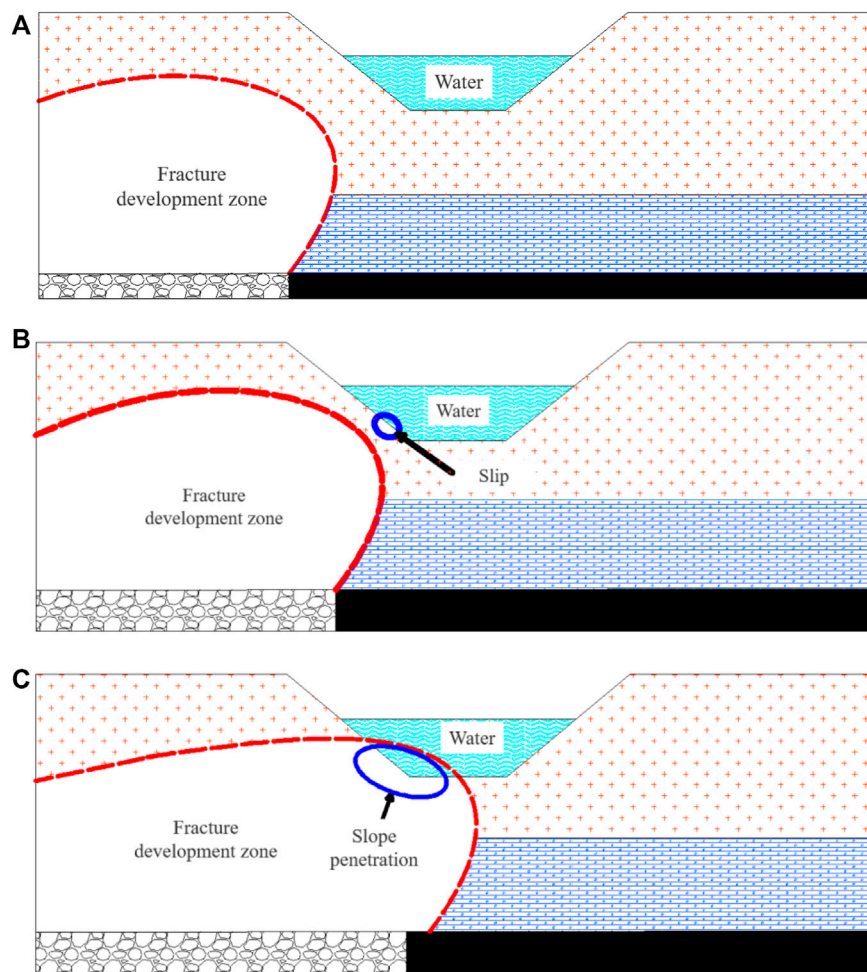 A
Water
Fracture
development zone
B
Water
Slip
Fracture
development zone
C
Water
Fracture
development zone
Slope
penetration